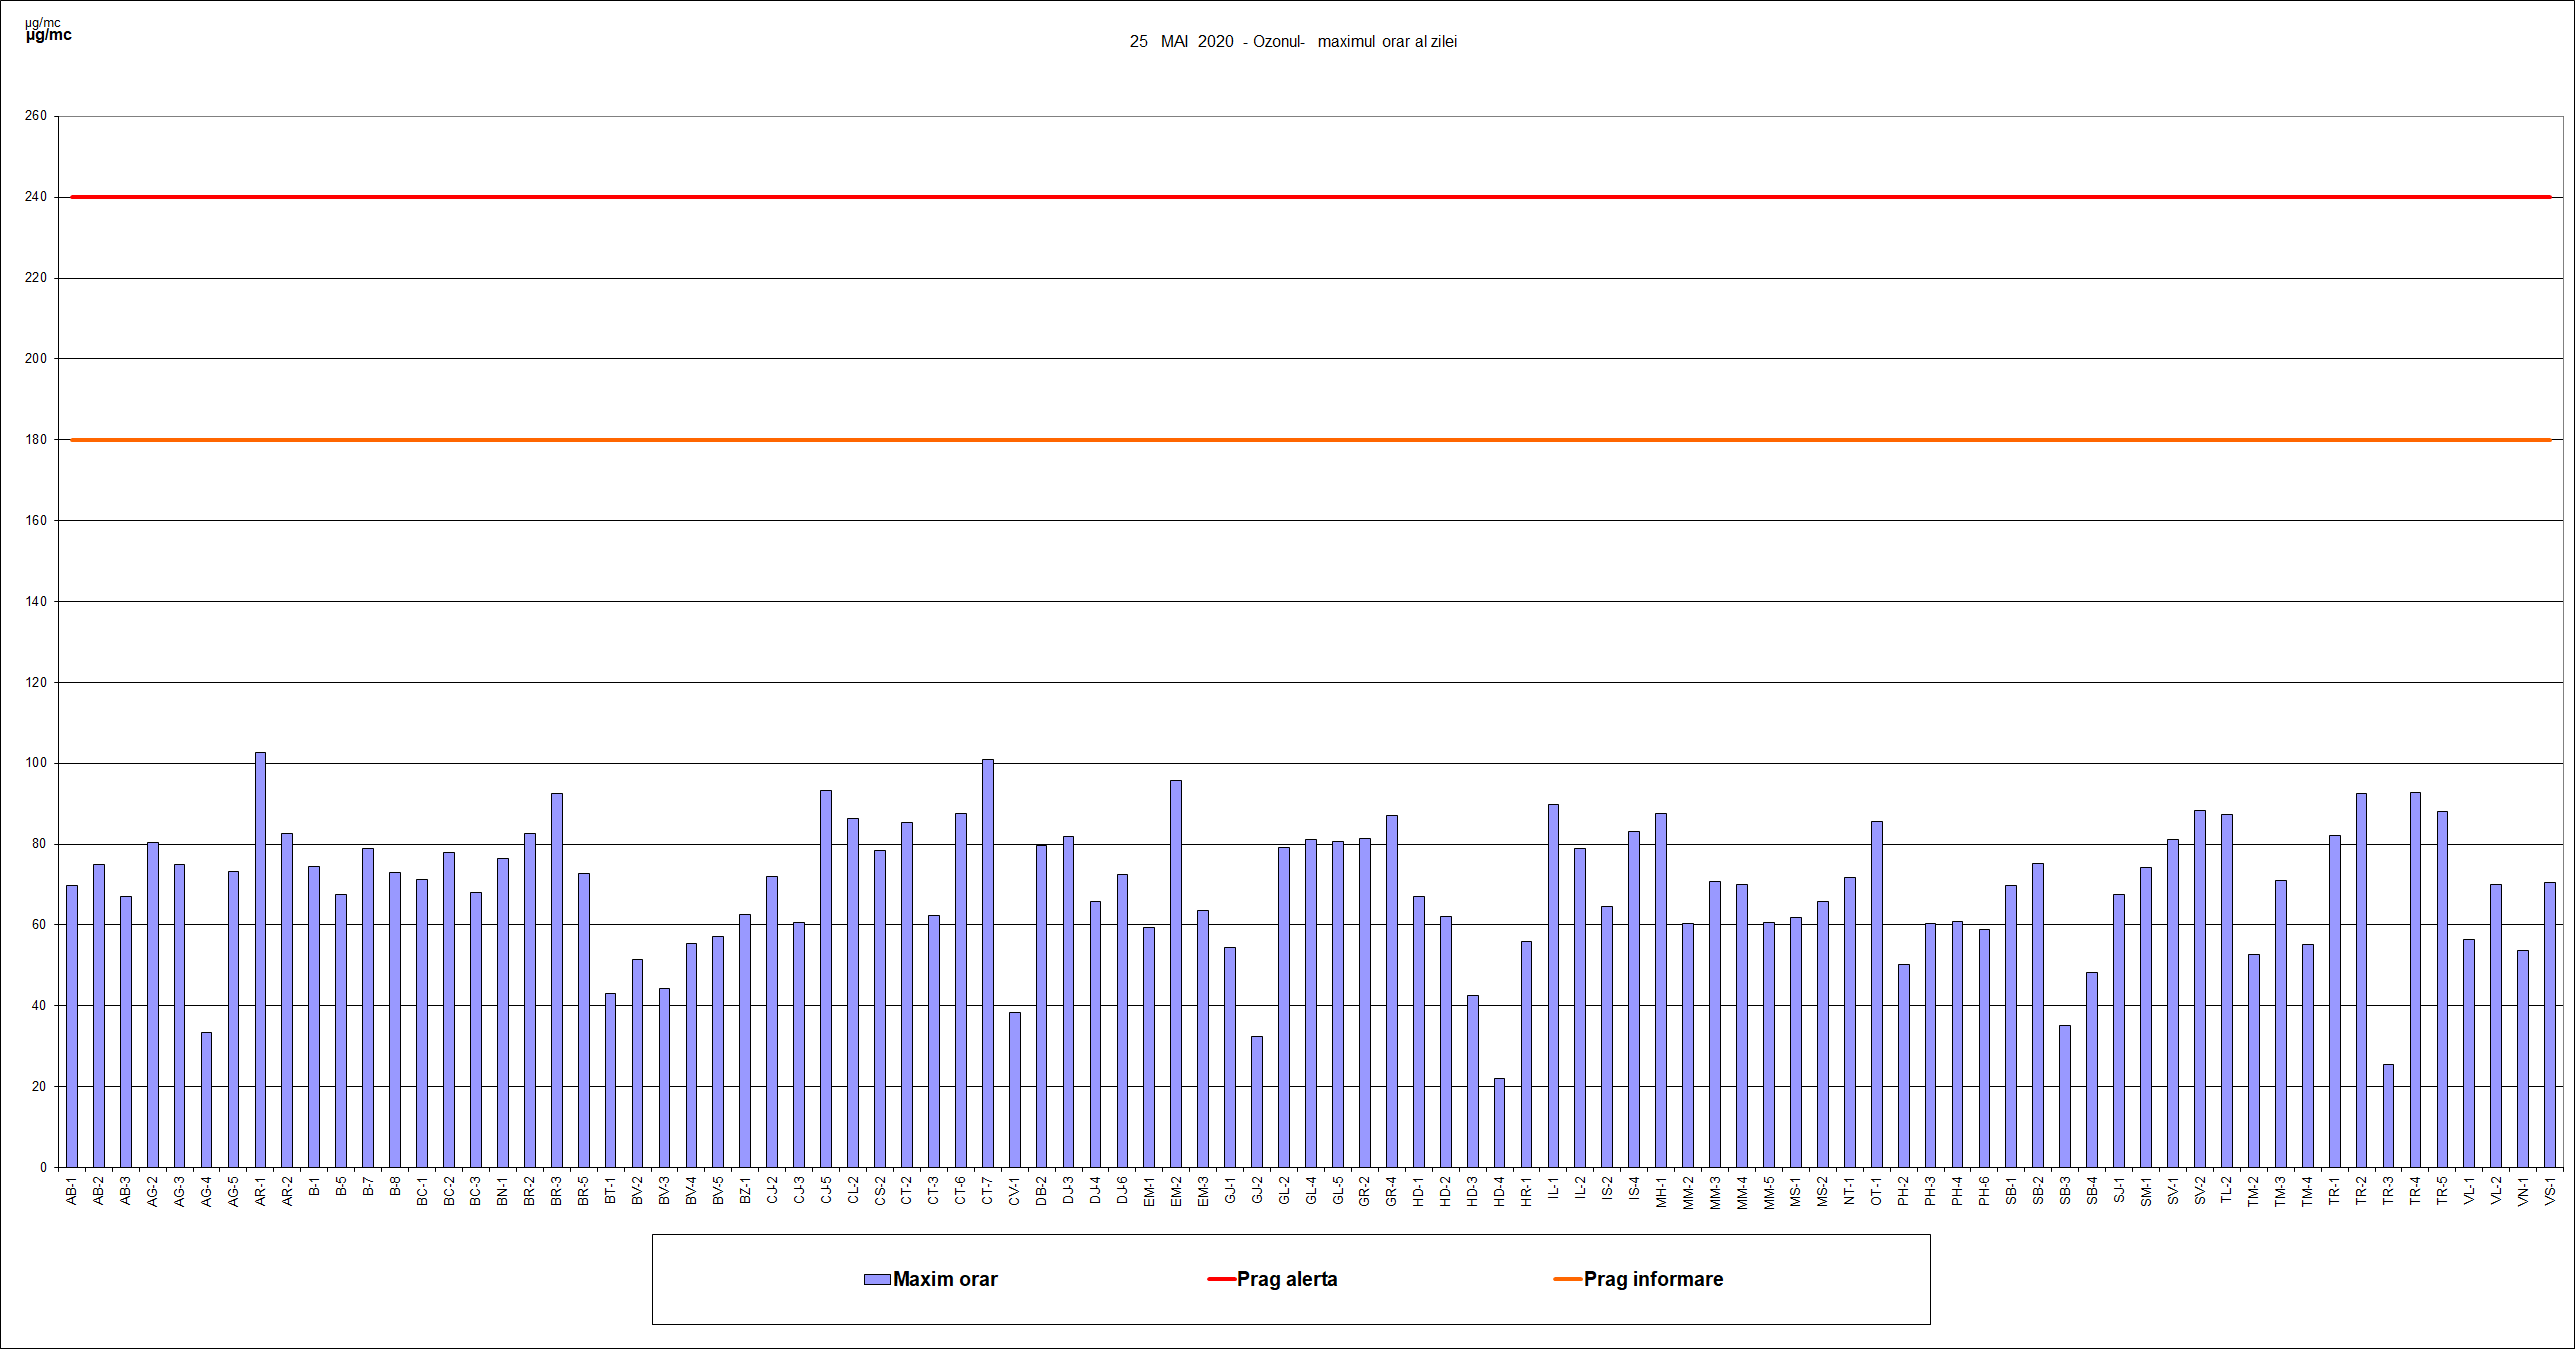 µg/mc
µg/mc
25 MAI 2020 - Ozonul- maximul orar al zilei
260
240
220
200
180
160
140
120
100
80
60
40
20
0
AB-1 AB-2 AB-3 AG-2 AG-3 AG-4 AG-5 AR-1 AR-2 B-1 B-5 B-7 B-8 BC-1 BC-2 BC-3 BN-1 BR-2 BR-3 BR-5 BT-1 BV-2 BV-3 BV-4 BV-5 BZ-1 CJ-2 CJ-3 CJ-5 CL-2 CS-2 CT-2 CT-3 CT-6 CT-7 CV-1 DB-2 DJ-3 DJ-4 DJ-6 EM-1 EM-2 EM-3 GJ-1 GJ-2 GL-2 GL-4 GL-5 GR-2 GR-4 HD-1 HD-2 HD-3 HD-4 HR-1 IL-1 IL-2 IS-2 IS-4 MH-1 MM-2 MM-3 MM-4 MM-5 MS-1 MS-2 NT-1 OT-1 PH-2 PH-3 PH-4 PH-6 SB-1 SB-2 SB-3 SB-4 SJ-1 SM-1 SV-1 SV-2 TL-2 TM-2 TM-3 TM-4 TR-1 TR-2 TR-3 TR-4 TR-5 VL-1 VL-2 VN-1 VS-1
Maxim orar Prag alerta Prag informare